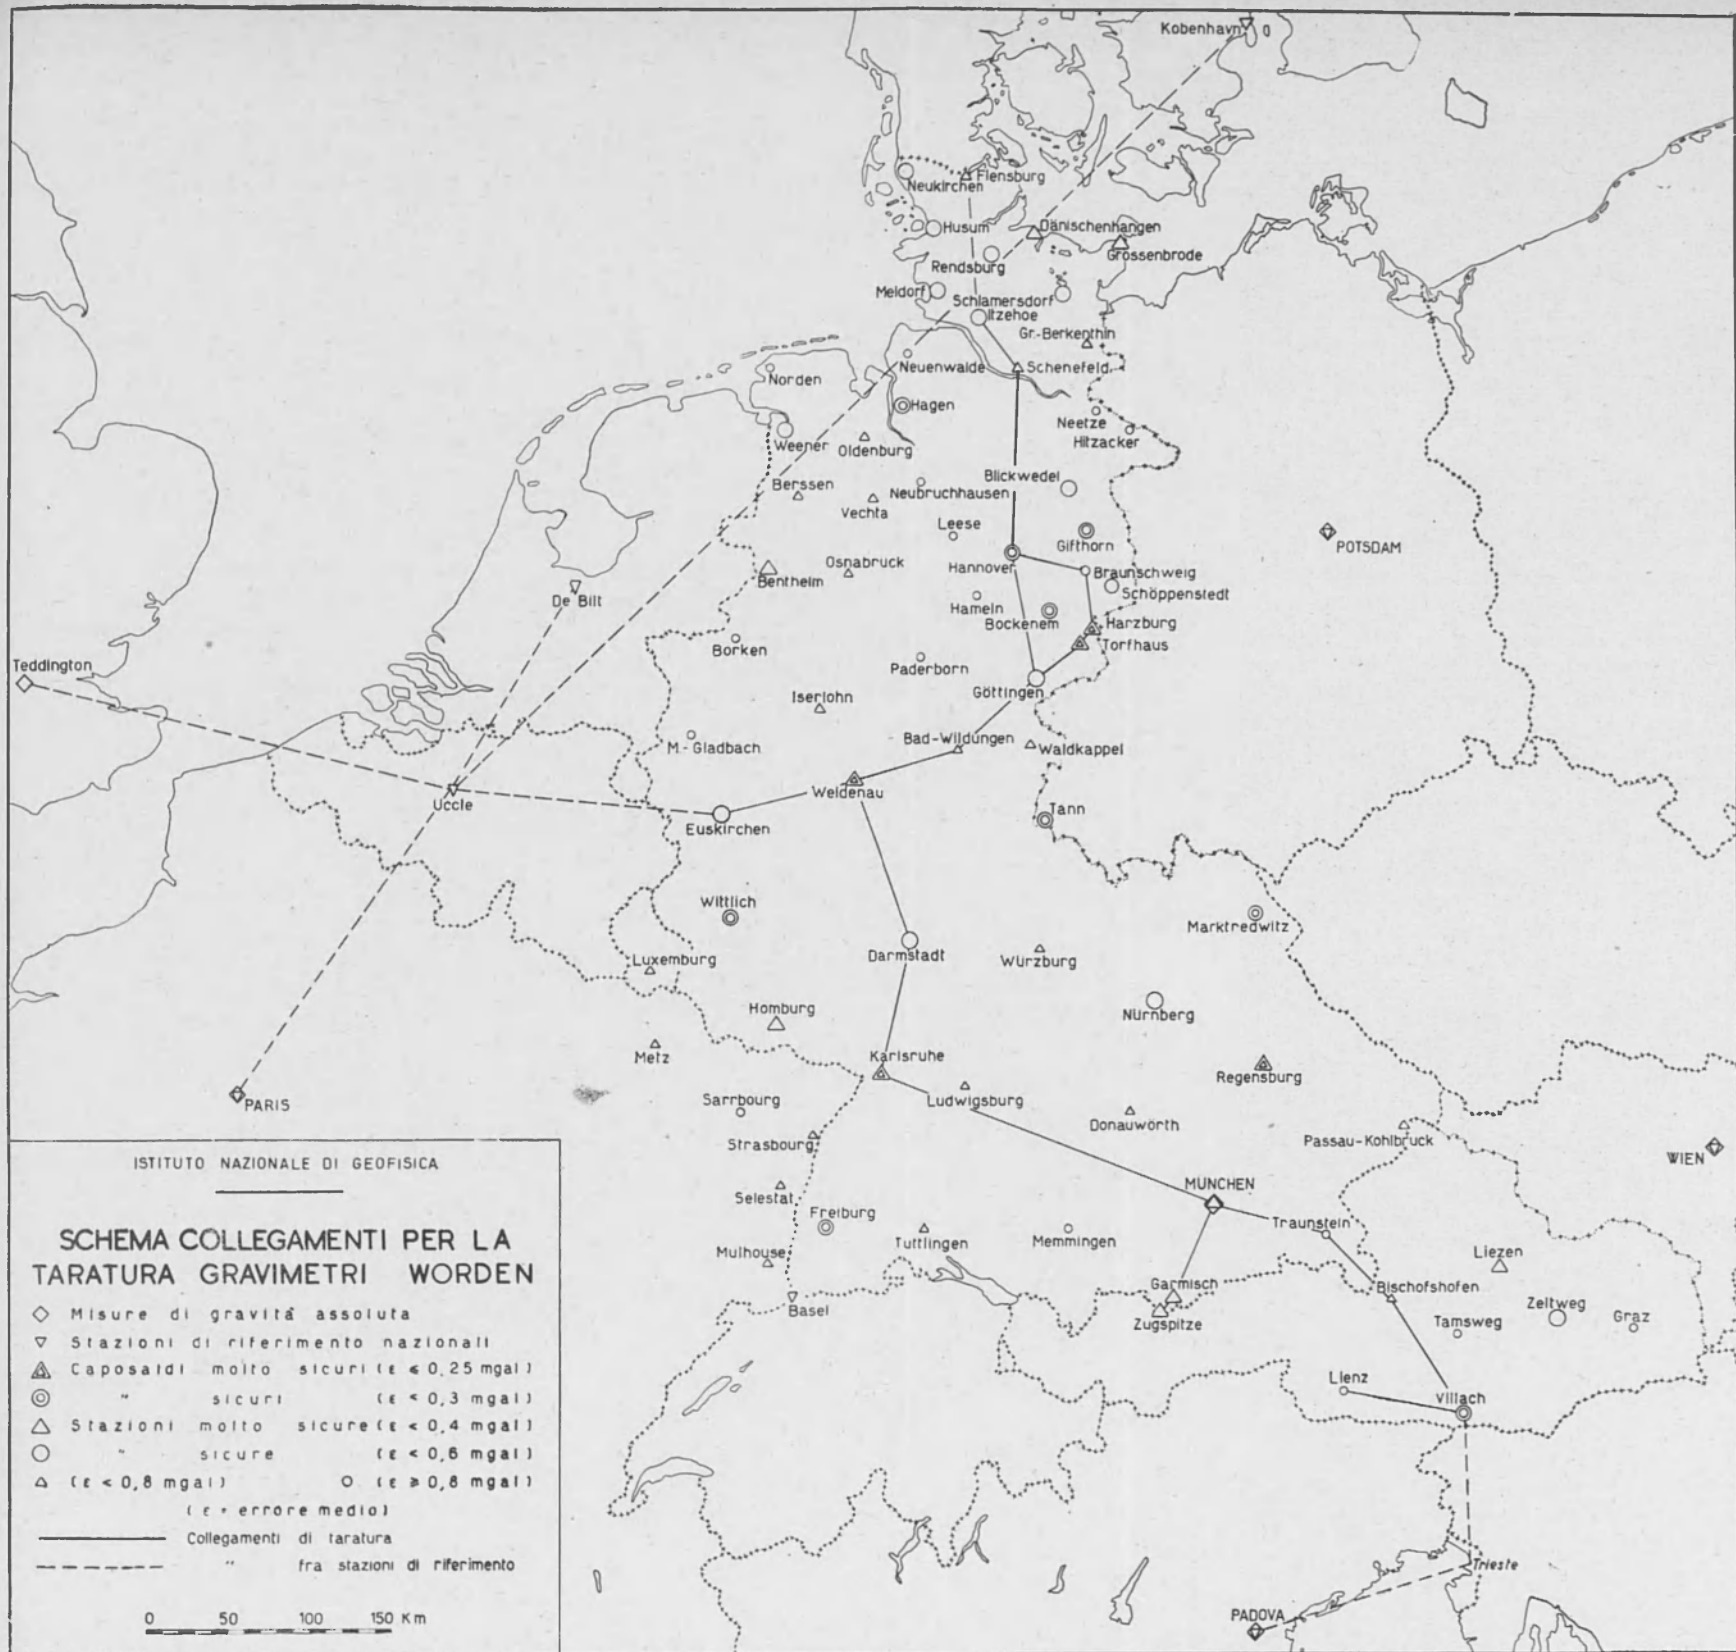 Kobenhavn
Flensburg
Neukirchen
Husum
Dänischenhangen
Grossenbrode
Rendsburg
Meldorf
Schlamersdorf
Itzehoe
Gr.-Berkenthin
Neuenwalde
Schenefeld
Norden
Hagen
Neetze
Hitzacker
Weener
Oldenburg
Blickwedel
Berssen
Neubruchhausen
Vechta
Leese
Gifthorn
POTSDAM
Osnabruck
Hannover
Bentheim
Braunschweig
Schöppenstedt
De Bilt
Hameln
Bockenem
Harzburg
Torfhaus
Borken
Paderborn
Teddington
Göttingen
Iserlohn
M.-Gladbach
Bad-Wildungen
Waldkappel
Uccle
Weidenau
Tann
Euskirchen
Wittlich
Marktredwitz
Luxemburg
Darmstadt
Würzburg
Homburg
Nürnberg
Metz
Karlsruhe
Regensburg
PARIS
Sarrbourg
Ludwigsburg
Donauwörth
Strasbourg
Passau-Kohlbruck
WIEN
Selestat
MÜNCHEN
Freiburg
Traunstein
Mulhouse
Tuttlingen
Memmingen
Liezen
Basel
Garmisch
Bischofshofen
Zugspitze
Zeltweg
Tamsweg
Graz
Lienz
Villach
Trieste
PADOVA
ISTITUTO NAZIONALE DI GEOFISICA
SCHEMA COLLEGAMENTI PER LA
TARATURA GRAVIMETRI WORDEN
Misure di gravità assoluta
Stazioni di riferimento nazionali
Caposaldi molto sicuri (ε ≤ 0,25 mgal)
" sicuri (ε < 0,3 mgal)
Stazioni molto sicure (ε < 0,4 mgal)
" sicure (ε < 0,6 mgal)
(ε < 0,8 mgal) (ε ≥ 0,8 mgal)
(ε = errore medio)
Collegamenti di taratura
" fra stazioni di riferimento
0 50 100 150 Km